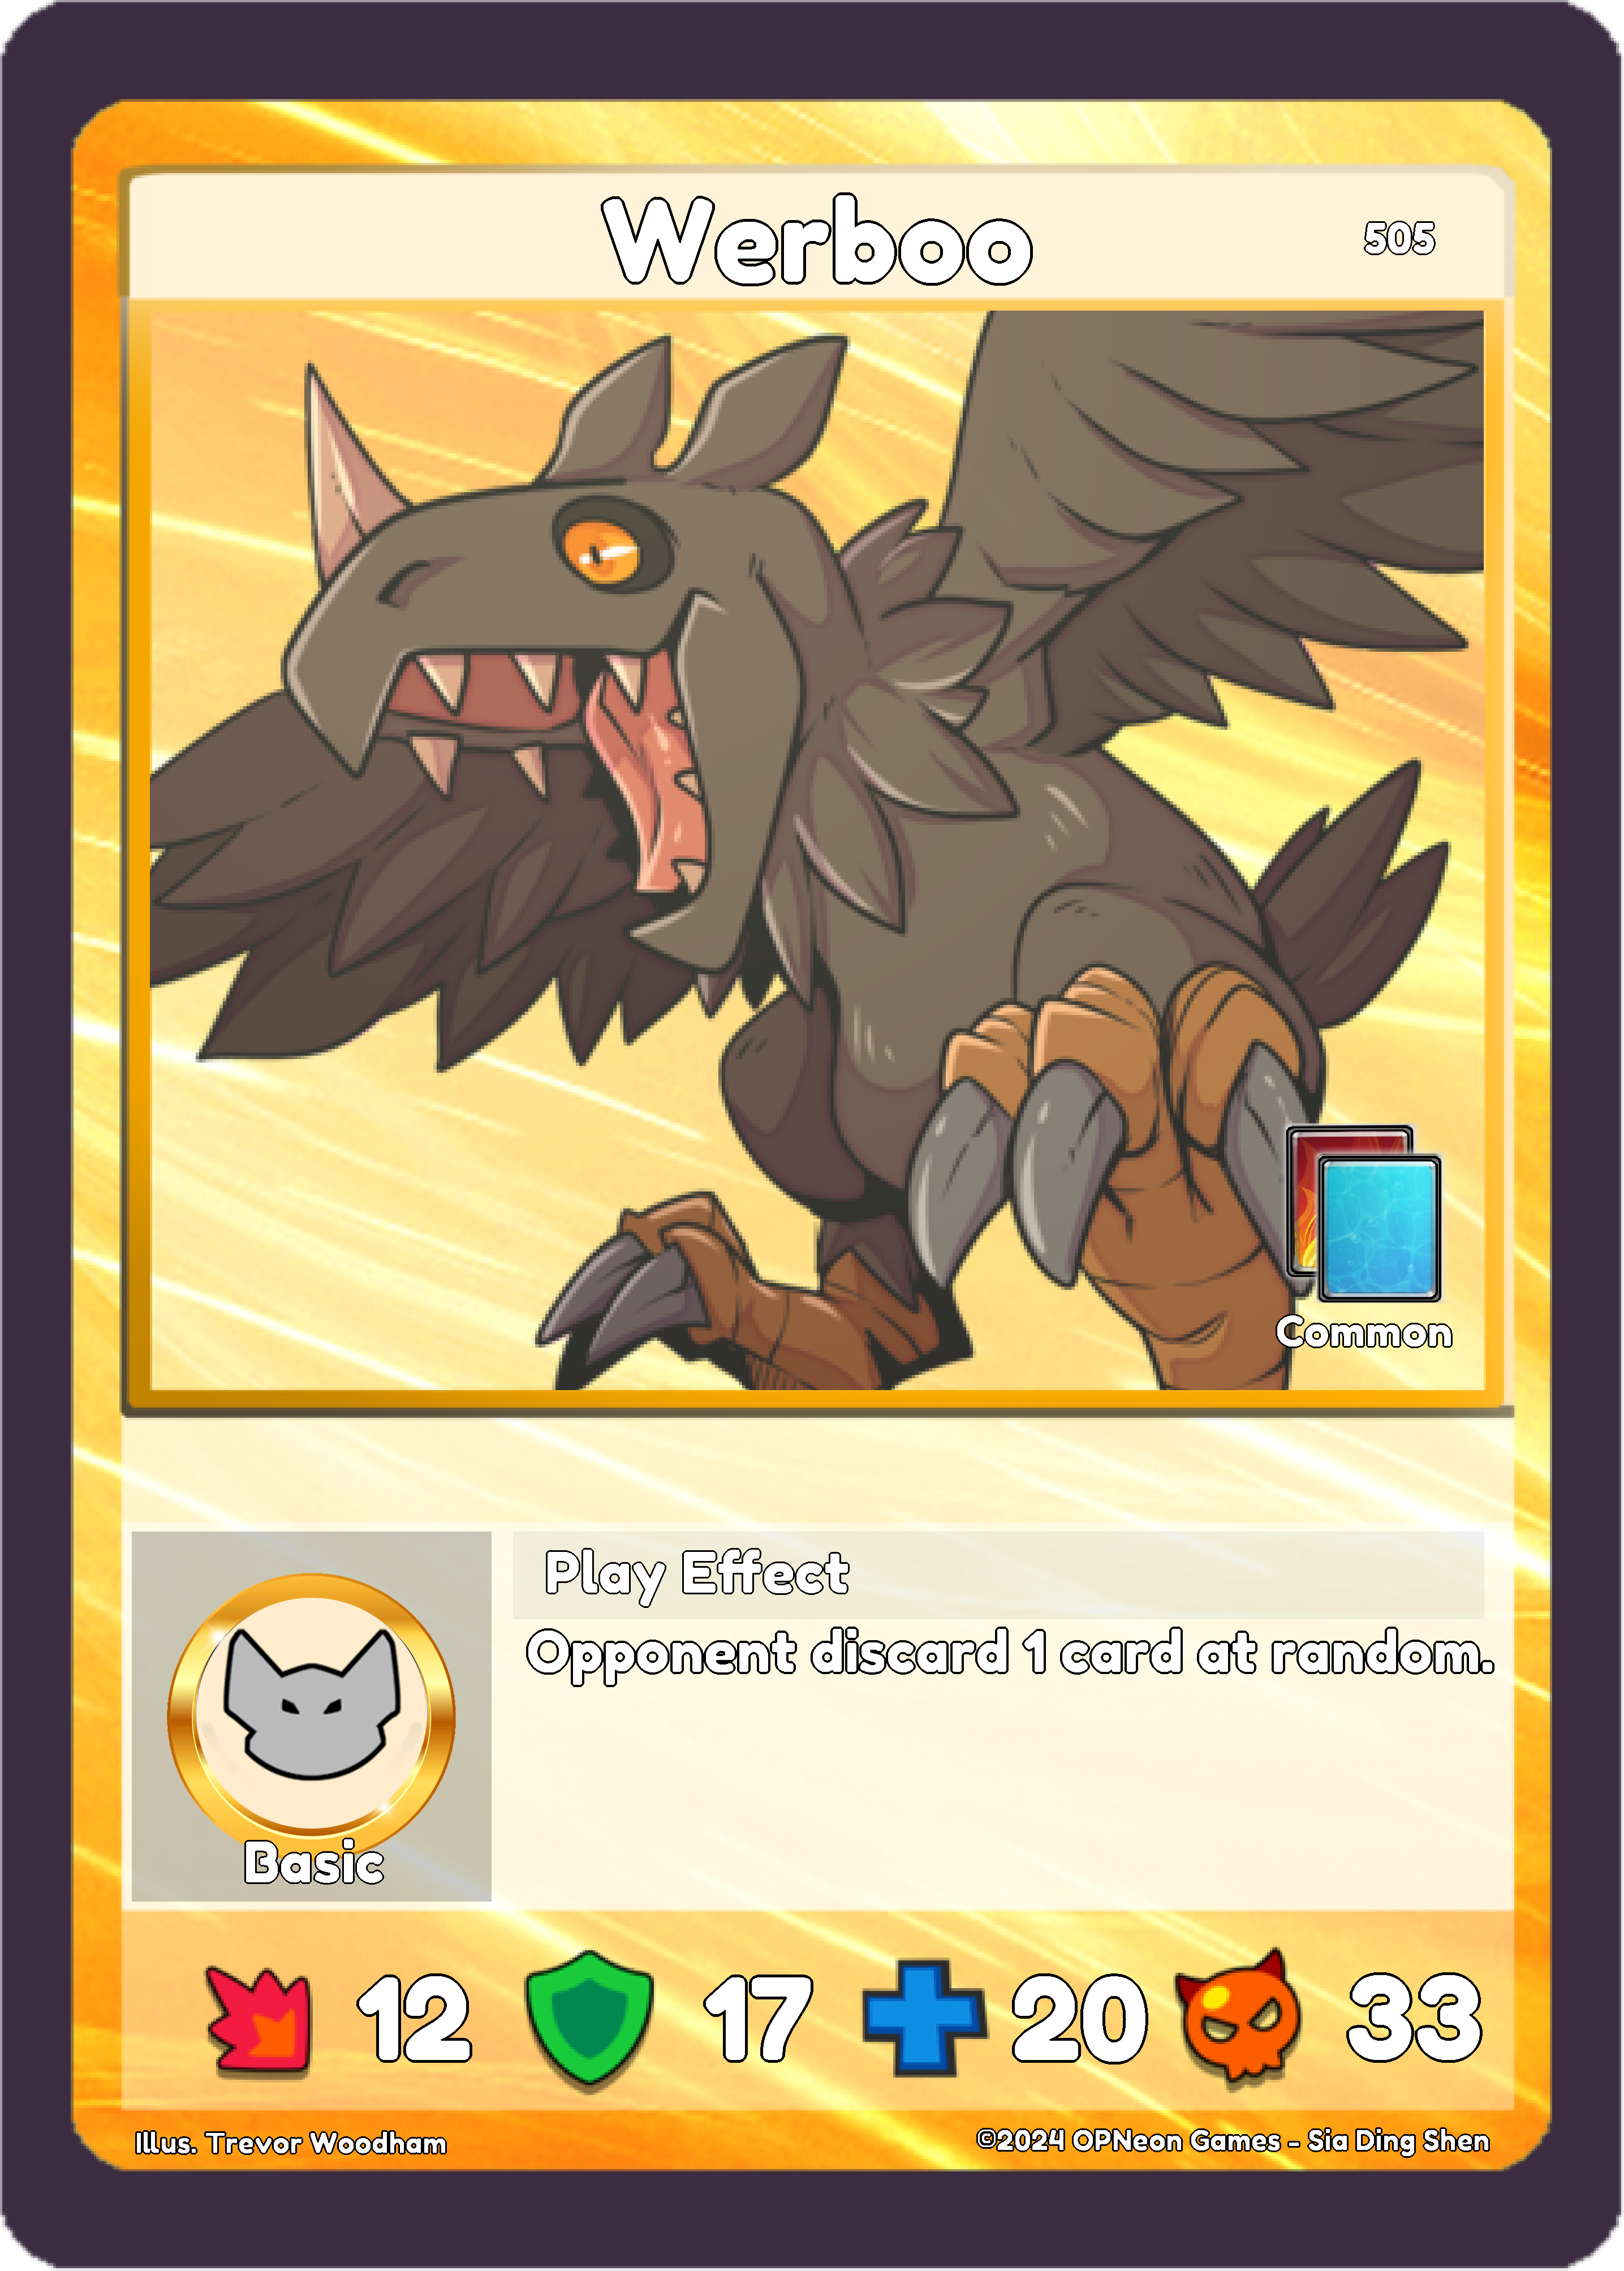 Werboo
505
Common
Play Effect
Opponent discard 1 card at random.
Basic
12 17 20 33
Illus. Trevor Woodham
©2024 OPNeon Games - Sia Ding Shen